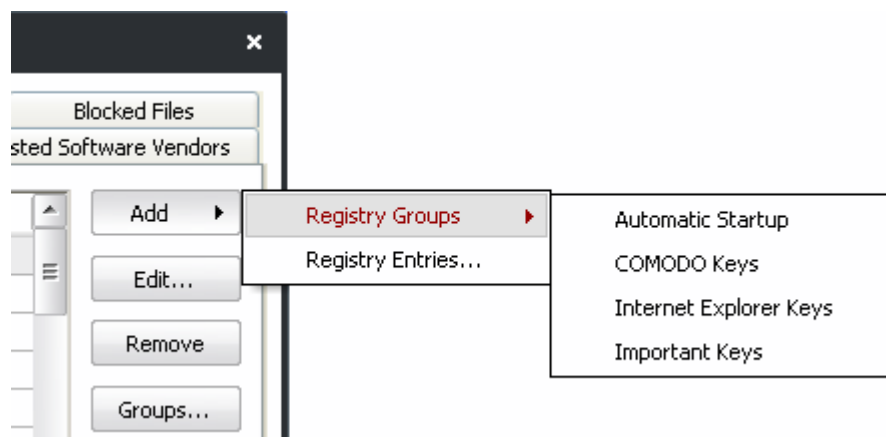 Blocked Files
sted Software Vendors
Add
Registry Groups
Automatic Startup
Registry Entries...
COMODO Keys
Edit...
Internet Explorer Keys
Remove
Important Keys
Groups...